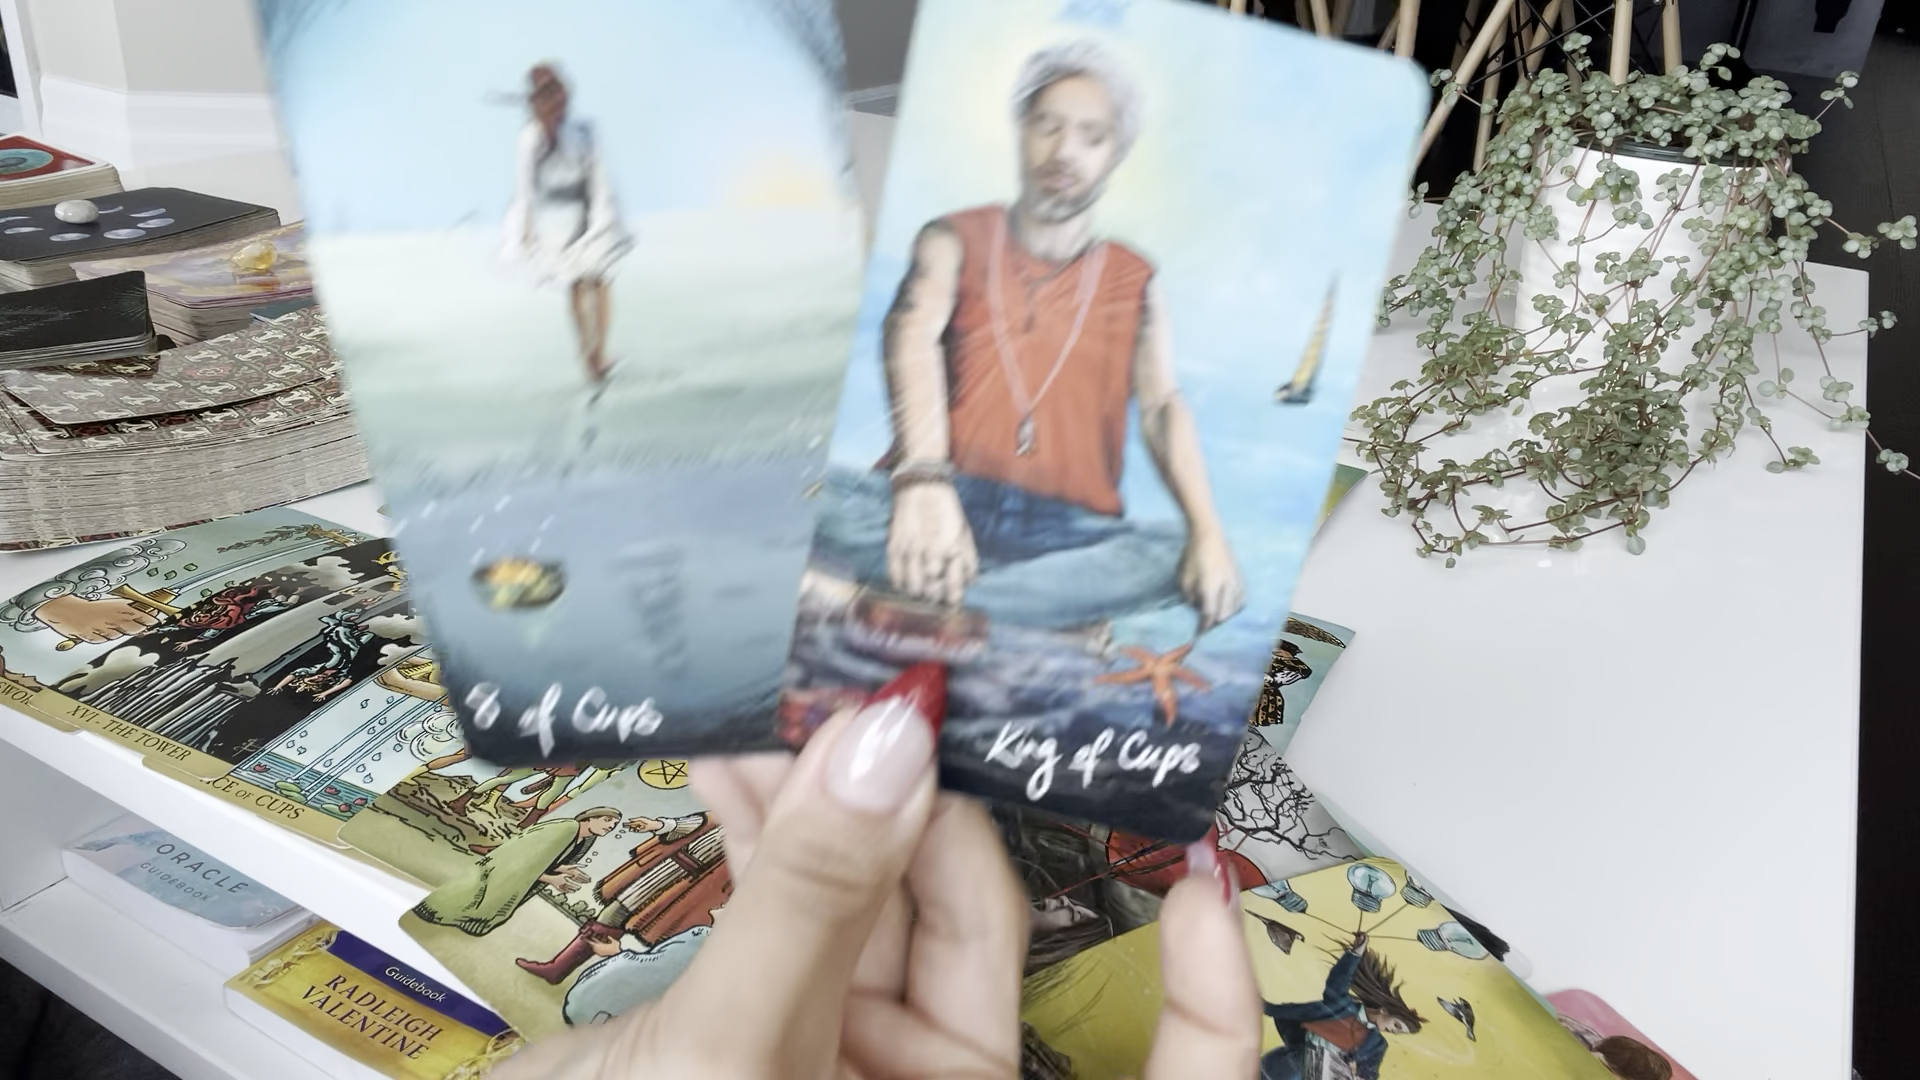 8 of Cups
King of Cups
XVI - THE TOWER
ACE OF CUPS
ORACLE
GUIDEBOOK
Guidebook
RADLEIGH
VALENTINE